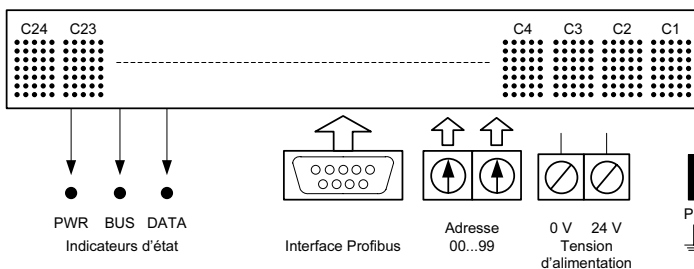 C24 C23 C4 C3 C2 C1
PWR BUS DATA
Indicateurs d'état
Interface Profibus
Adresse
00...99
0 V 24 V
Tension
d'alimentation